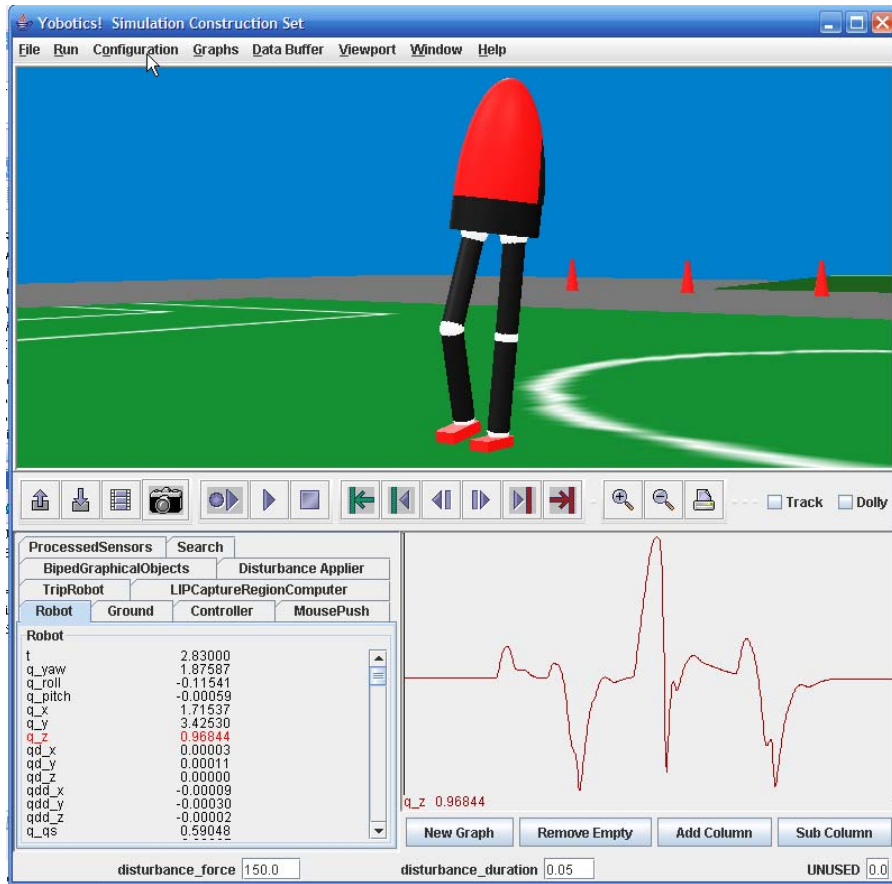 Yobotics! Simulation Construction Set
File Run Configuration Graphs Data Buffer Viewport Window Help
Track Dolly
ProcessedSensors Search
BipedGraphicalObjects Disturbance Applier
TripRobot LIPCaptureRegionComputer
Robot Ground Controller MousePush
Robot
t 2.83000
q_yaw 1.87587
q_roll -0.11541
q_pitch -0.00059
q_x 1.71537
q_y 3.42530
q_z 0.96844
qd_x 0.00003
qd_y 0.00011
qd_z 0.00000
qdd_x -0.00009
qdd_y -0.00030
qdd_z -0.00002
q_qs 0.59048
q_z 0.96844
New Graph Remove Empty Add Column Sub Column
disturbance_force 150.0 disturbance_duration 0.05 UNUSED 0.0